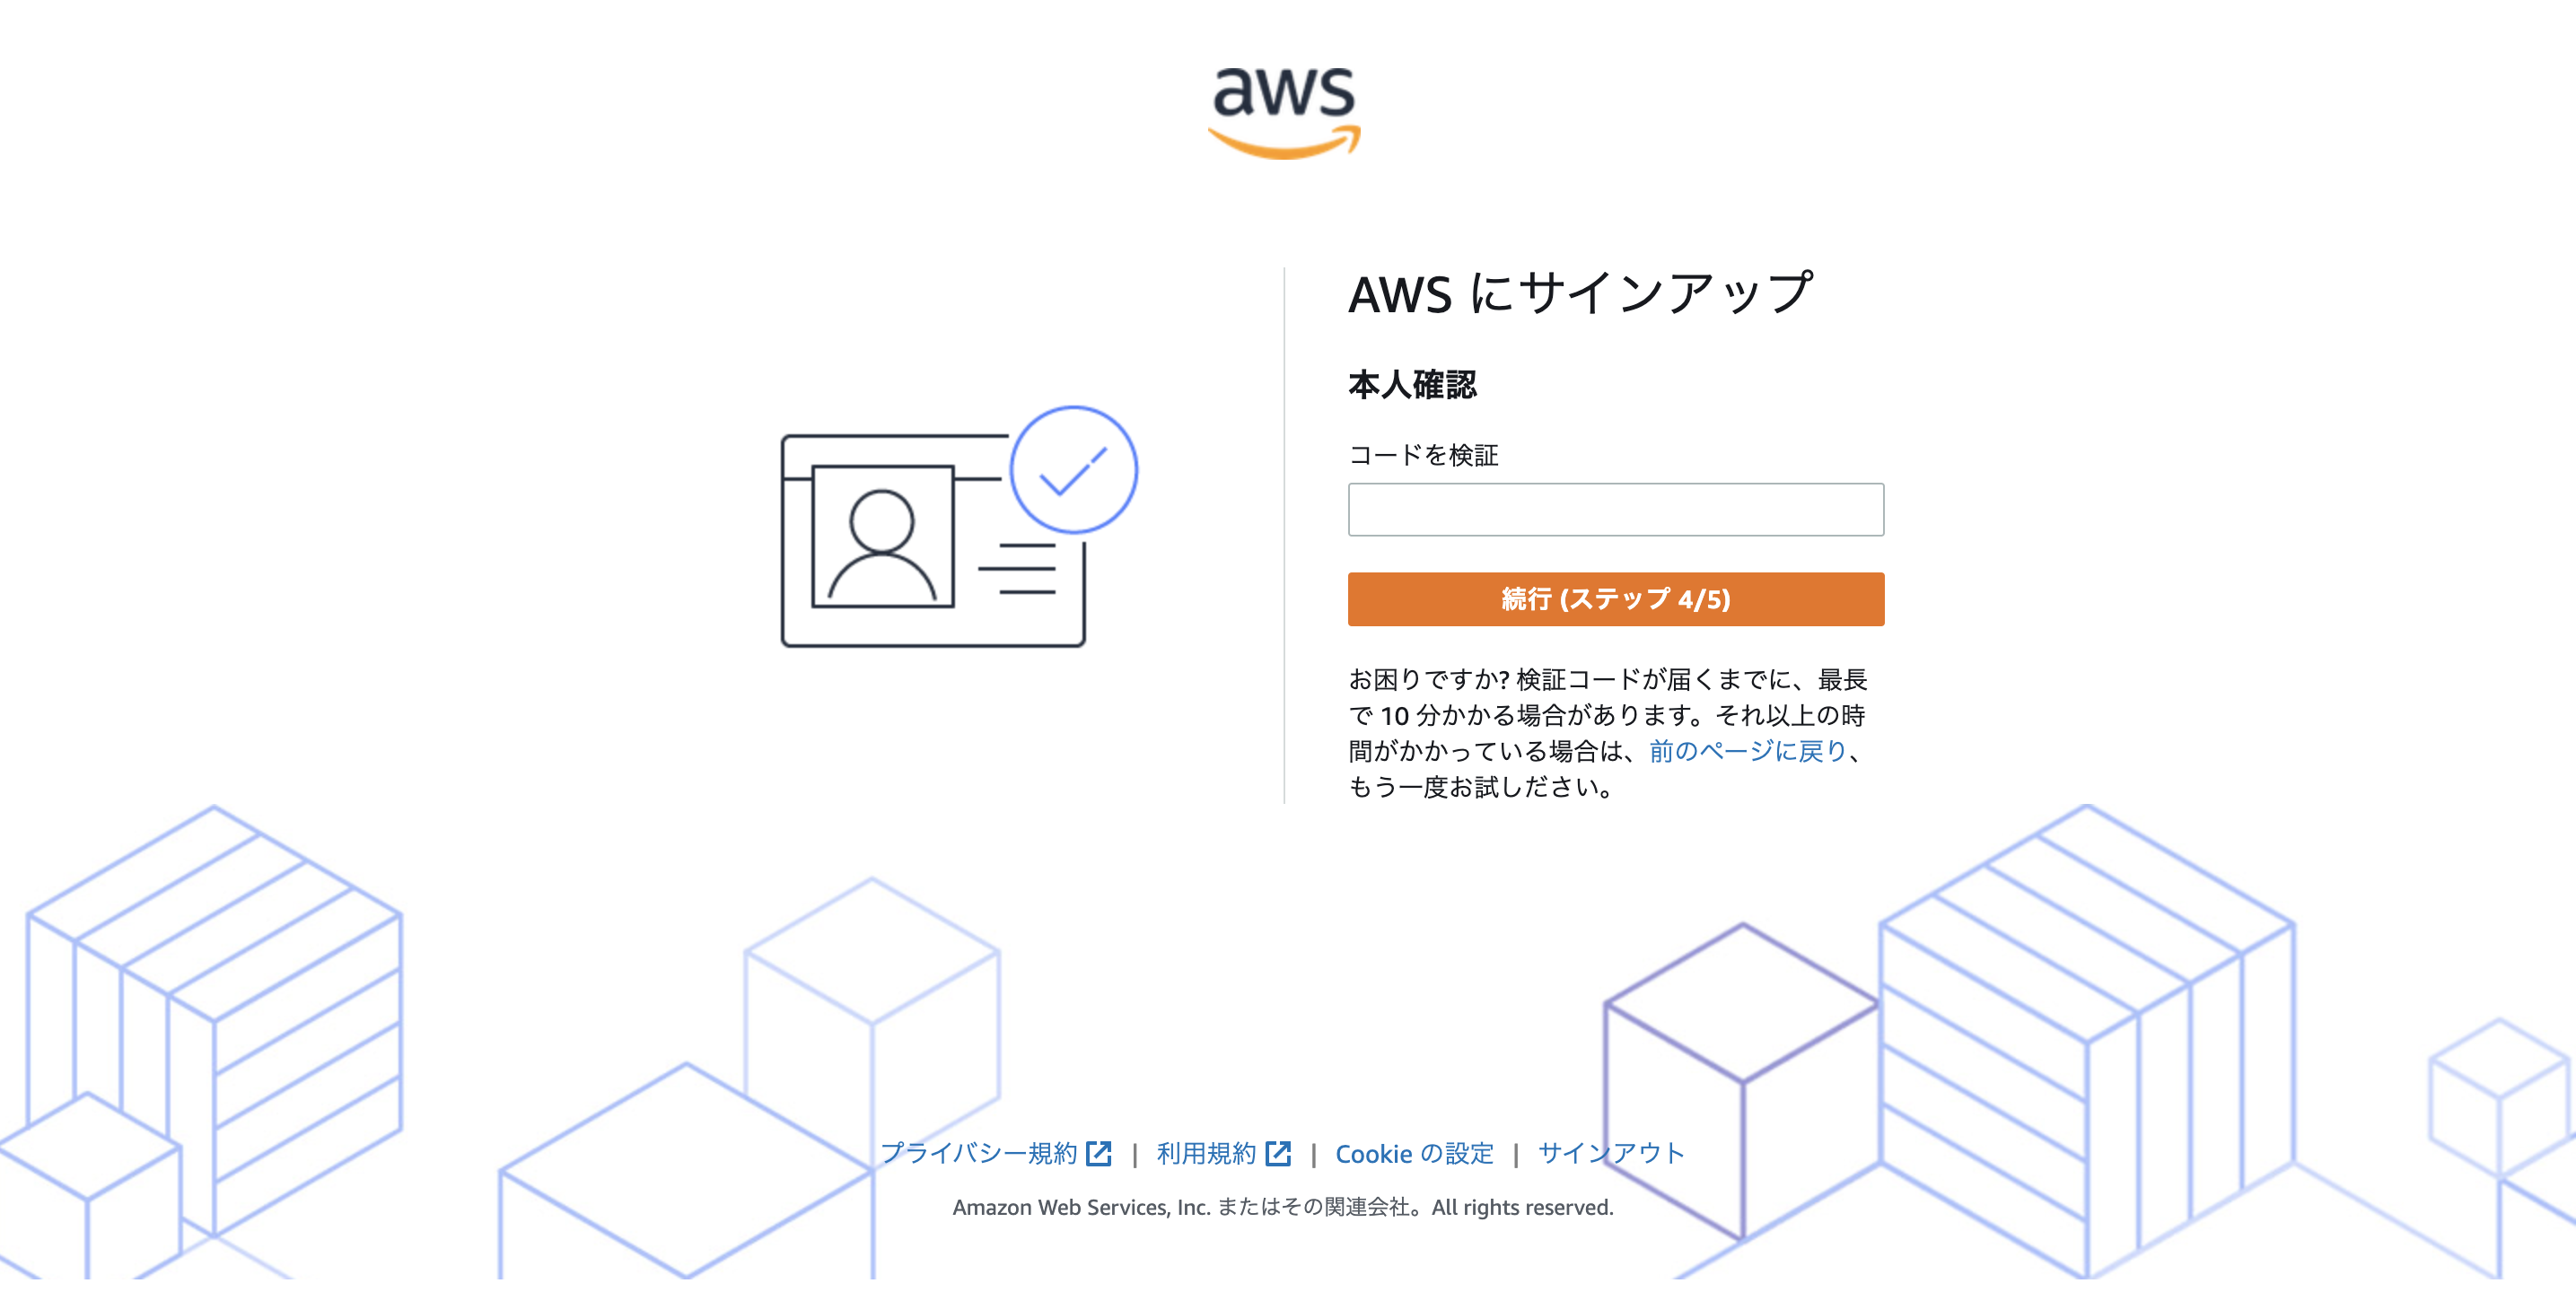 aws
AWS にサインアップ
本人確認
コードを検証
続行 (ステップ 4/5)
お困りですか? 検証コードが届くまでに、最長
で 10 分かかる場合があります。それ以上の時
間がかかっている場合は、前のページに戻り、
もう一度お試しださい。
プライバシー規約 | 利用規約 | Cookie の設定 | サインアウト
Amazon Web Services, Inc. またはその関連会社。All rights reserved.